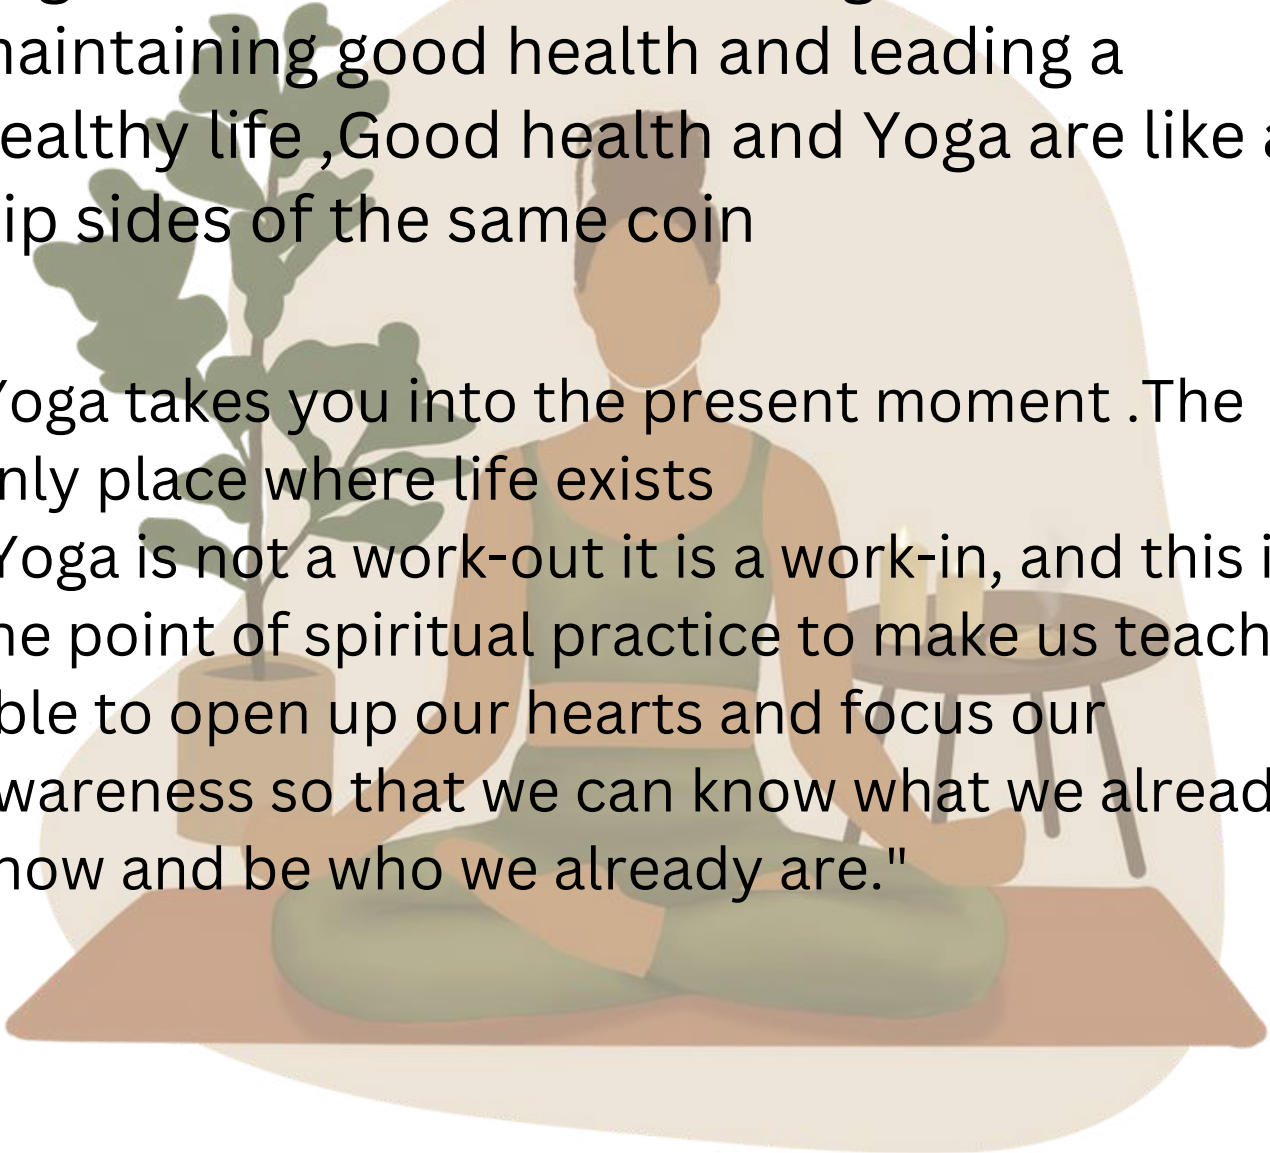 maintaining good health and leading a
ealthy life ,Good health and Yoga are like a
ip sides of the same coin
Yoga takes you into the present moment .The
nly place where life exists
Yoga is not a work-out it is a work-in, and this i
he point of spiritual practice to make us teach
ble to open up our hearts and focus our
wareness so that we can know what we alread
now and be who we already are."